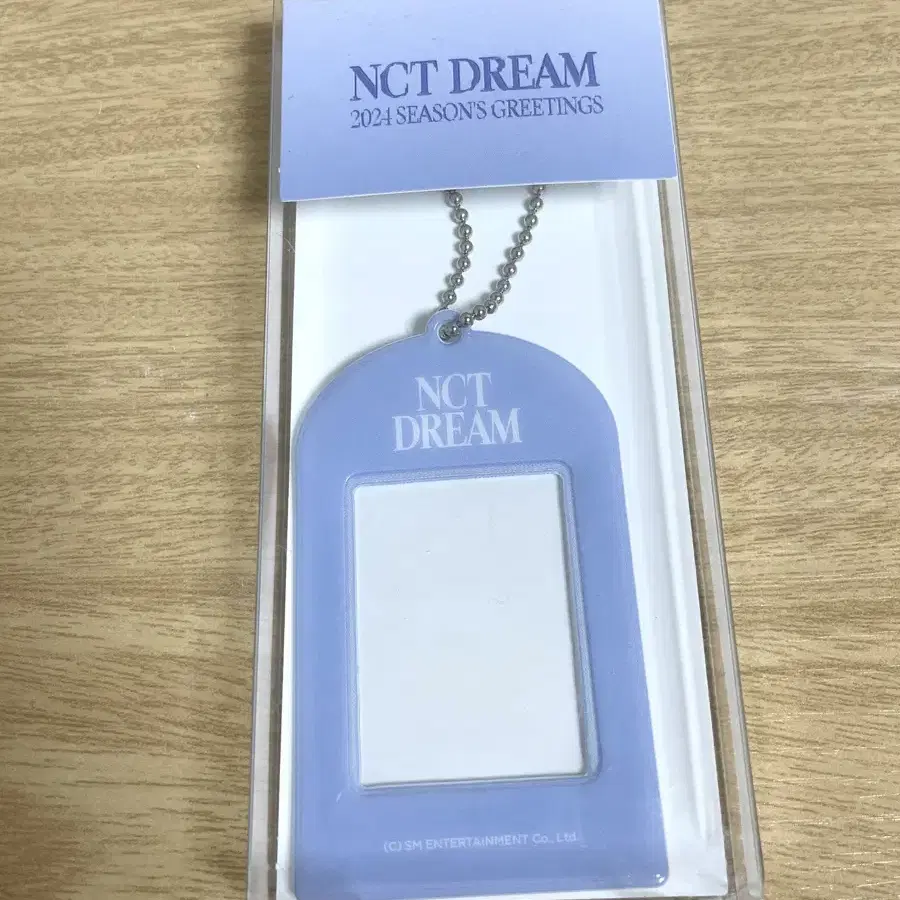 NCT DREAM
2024 SEASON'S GREETINGS
NCT
DREAM
(C) SM ENTERTAINMENT Co., Ltd.